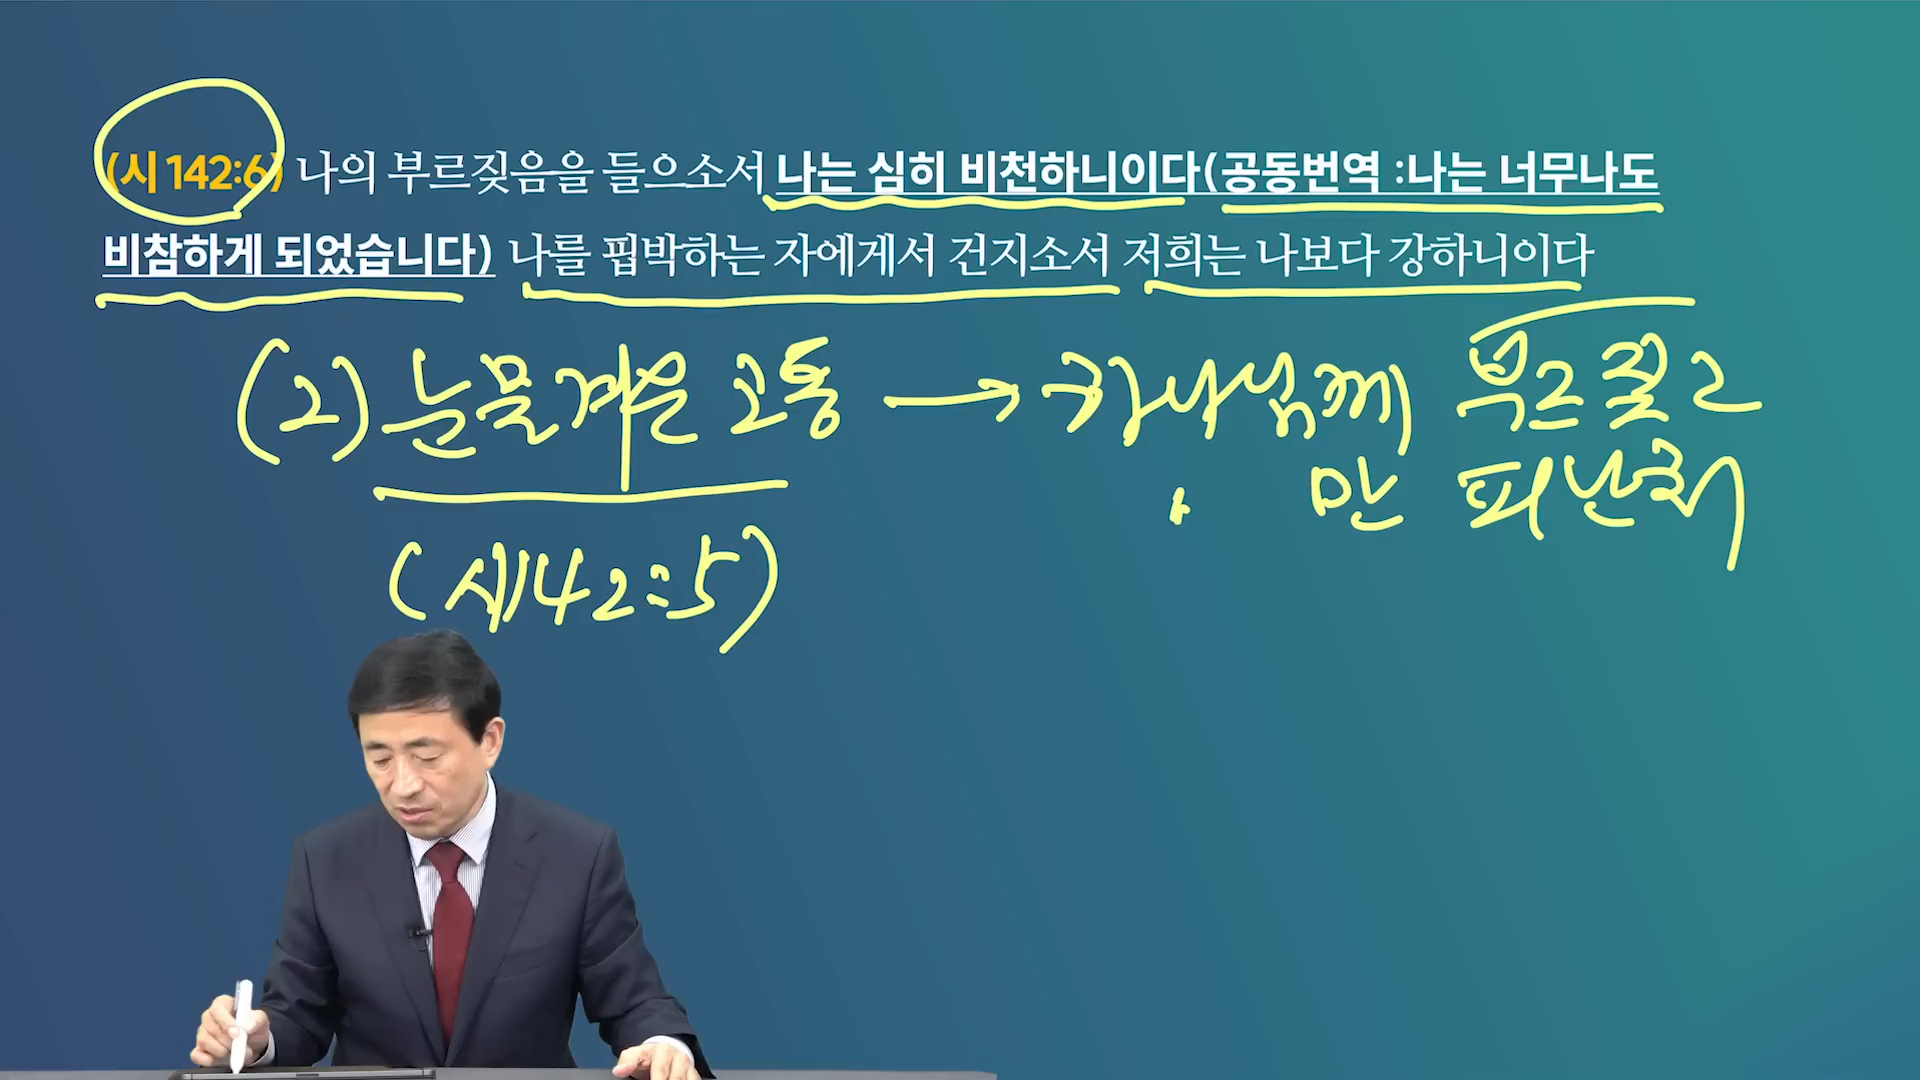 (시 142:6) 나의 부르짖음을 들으소서 나는 심히 비천하니이다(공동번역 :나는 너무나도
비참하게 되었습니다) 나를 핍박하는 자에게서 건지소서 저희는 나보다 강하니이다
(2) 눈물겨운 고통 → 하나님께 부르짖고
만 피난처
(시142:5)